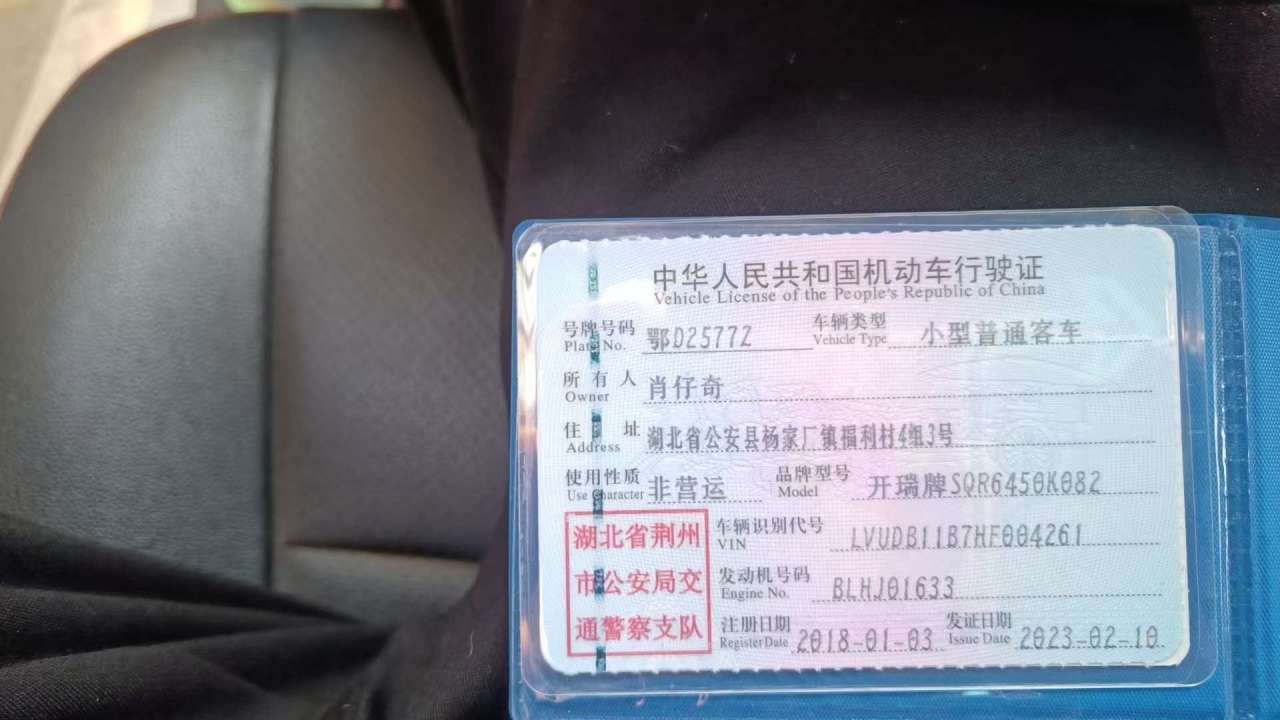 中华人民共和国机动车行驶证
Vehicle License of the People's Republic of China
号牌号码 鄂D2577Z 车辆类型 小型普通客车
Plate No. Vehicle Type
所有人 肖仔奇
Owner
住址 湖北省公安县杨家厂镇福利村4组3号
Address
使用性质 非营运 品牌型号 开瑞牌SQR6450K082
Use Character Model
湖北省荆州
市公安局交
通警察支队
车辆识别代号 LVUDB11B7HF004261
VIN
发动机号码 BLHJ01633
Engine No.
注册日期 2018-01-03 发证日期 2023-02-10
Register Date Issue Date